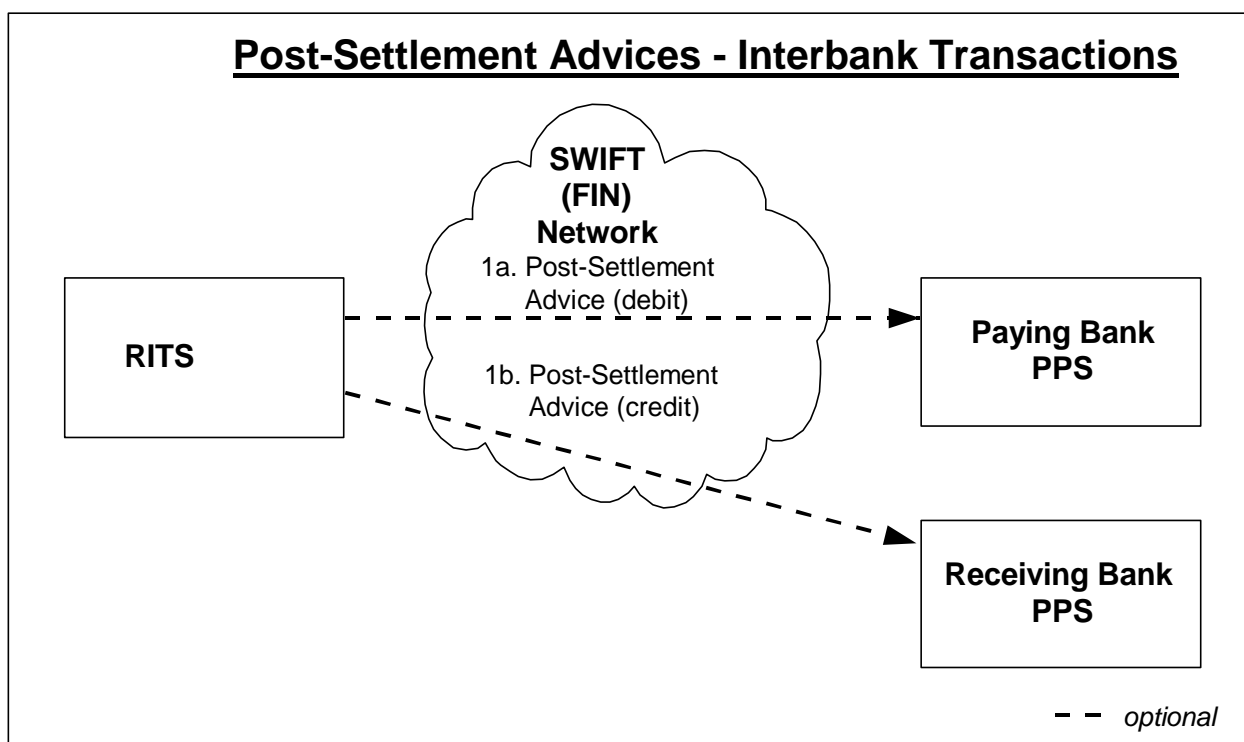 Post-Settlement Advices - Interbank Transactions
SWIFT
(FIN)
Network
1a. Post-Settlement
Advice (debit)
RITS
Paying Bank
PPS
1b. Post-Settlement
Advice (credit)
Receiving Bank
PPS
optional